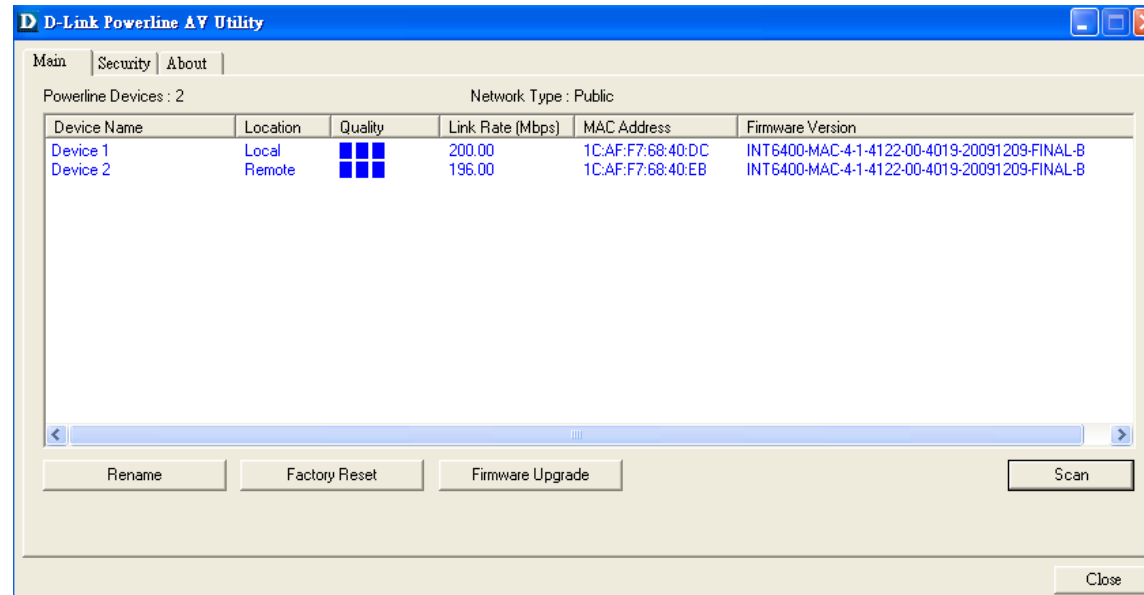 D D-Link Powerline AV Utility
Main Security About
Powerline Devices : 2 Network Type : Public
Device Name Location Quality Link Rate (Mbps) MAC Address Firmware Version
Device 1 Local 200.00 1C:AF:F7:68:40:DC INT6400-MAC-4-1-4122-00-4019-20091209-FINAL-B
Device 2 Remote 196.00 1C:AF:F7:68:40:EB INT6400-MAC-4-1-4122-00-4019-20091209-FINAL-B
Rename Factory Reset Firmware Upgrade Scan
Close